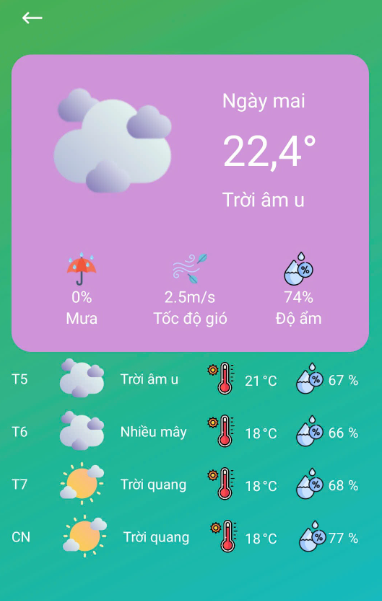 Ngày mai
22,4°
Trời âm u
0% 2.5m/s 74%
Mưa Tốc độ gió Độ ẩm
T5 Trời âm u 21°C % 67 %
T6 Nhiều mây 18°C % 66 %
T7 Trời quang 18°C % 68 %
CN Trời quang 18°C % 77 %